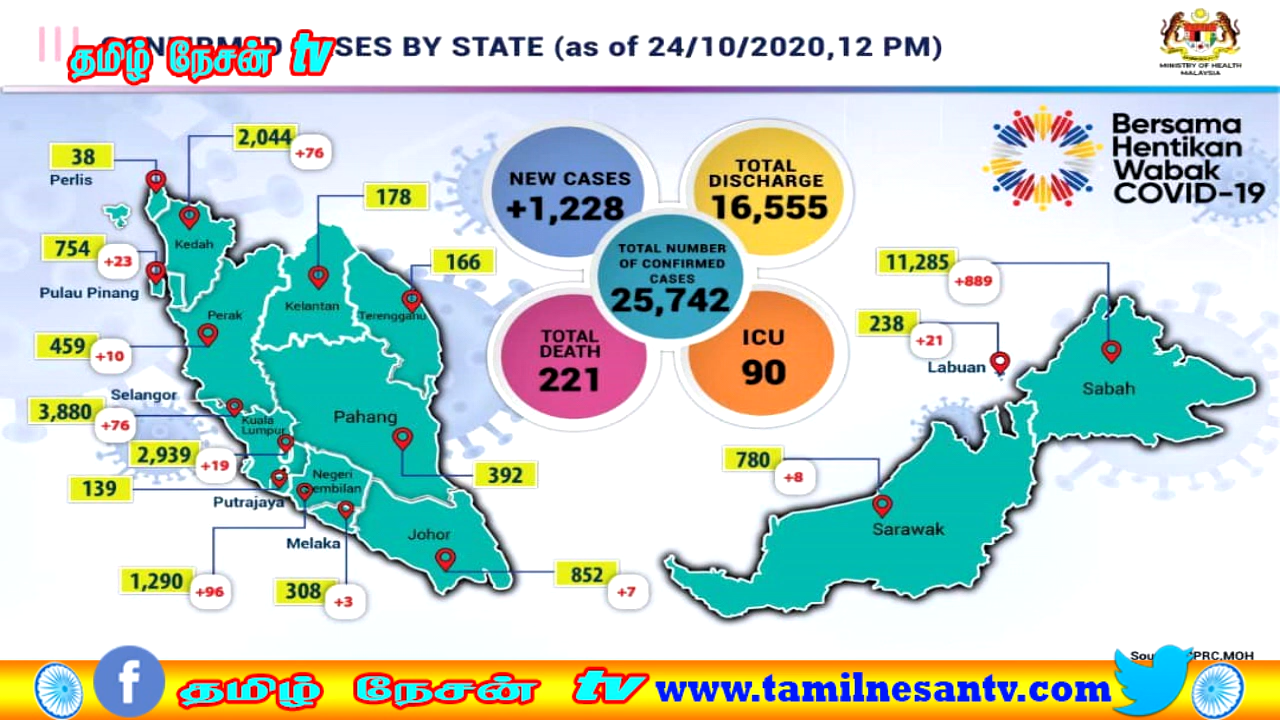 CONFIRMED CASES BY STATE (as of 24/10/2020,12 PM)
தமிழ் நேசன் tv
MINISTRY OF HEALTH
MALAYSIA
Bersama
Hentikan
Wabak
COVID-19
NEW CASES
+1,228
TOTAL
DISCHARGE
16,555
TOTAL NUMBER
OF CONFIRMED
CASES
25,742
TOTAL
DEATH
221
ICU
90
38
Perlis
2,044
+76
Kedah
754
+23
Pulau Pinang
178
Kelantan
166
Terengganu
Perak
459
+10
Selangor
3,880
+76
Kuala
Lumpur
2,939
+19
139
Putrajaya
Pahang
392
Negeri
Sembilan
1,290
+96
Melaka
308
+3
Johor
852
+7
11,285
+889
Sabah
238
+21
Labuan
780
+8
Sarawak
PRC,MOH
f தமிழ் நேசன் tv www.tamilnesantv.com